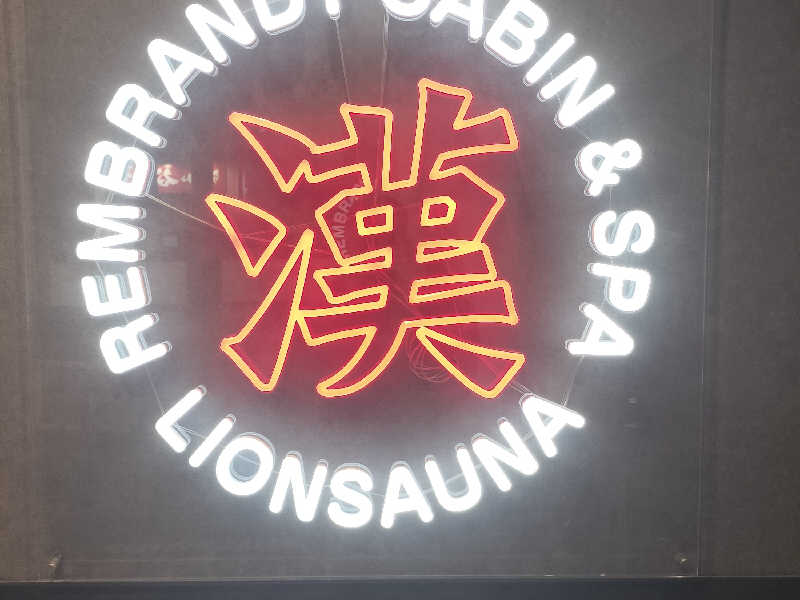 REMBRANDT CABIN & SPA
漢
LIONSAUNA